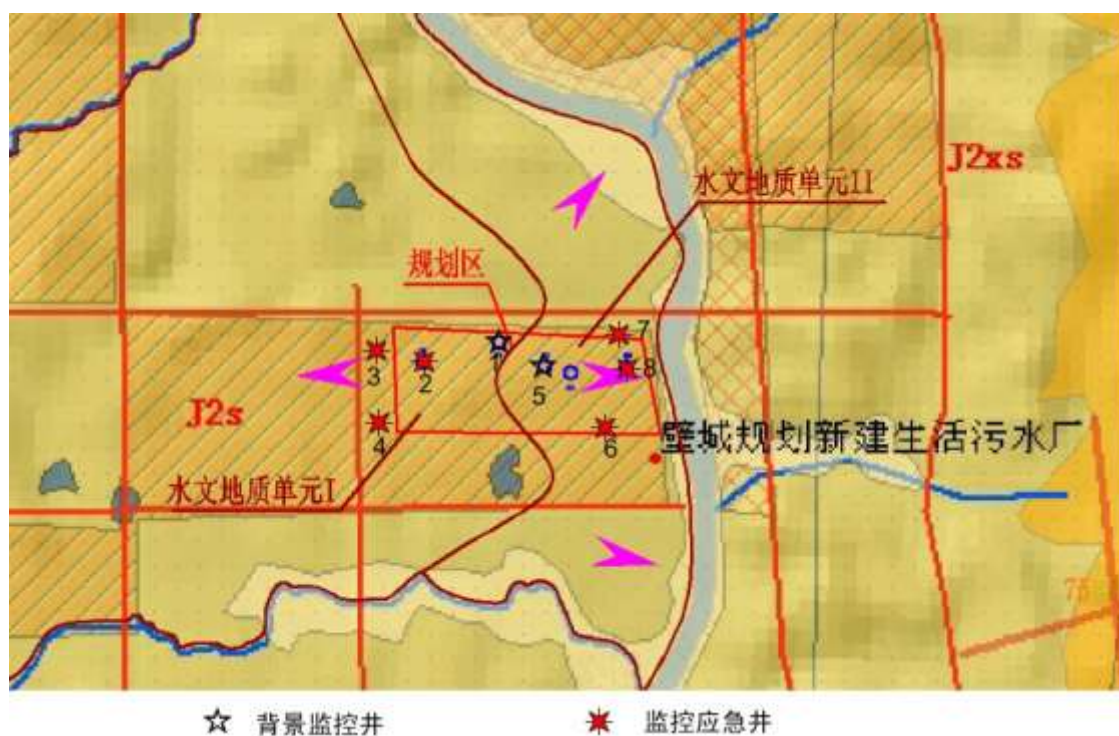 J2xs
水文地质单元II
规划区
7
1
3
2
5
8
J2s
4
6
璧城规划新建生活污水厂
水文地质单元I
75
背景监控井
监控应急井